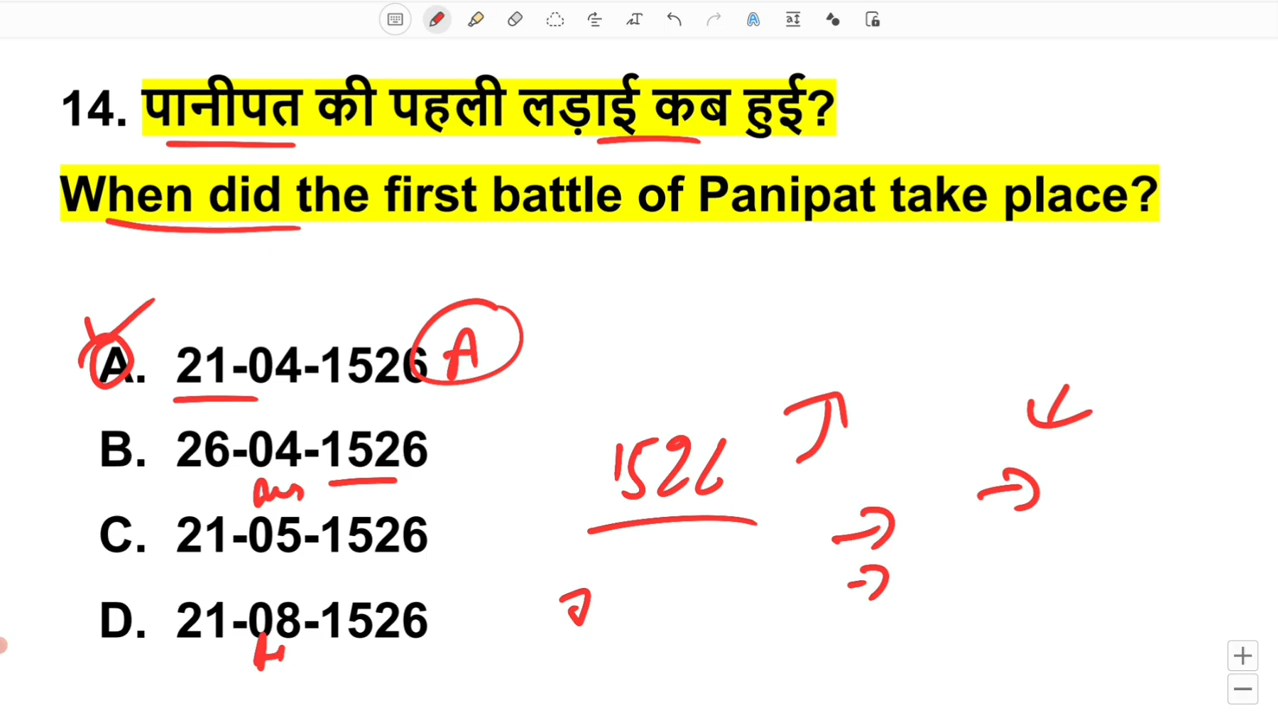 14. पानीपत की पहली लड़ाई कब हुई?
When did the first battle of Panipat take place?
A. 21-04-1526 A
B. 26-04-1526
1526
C. 21-05-1526
D. 21-08-1526